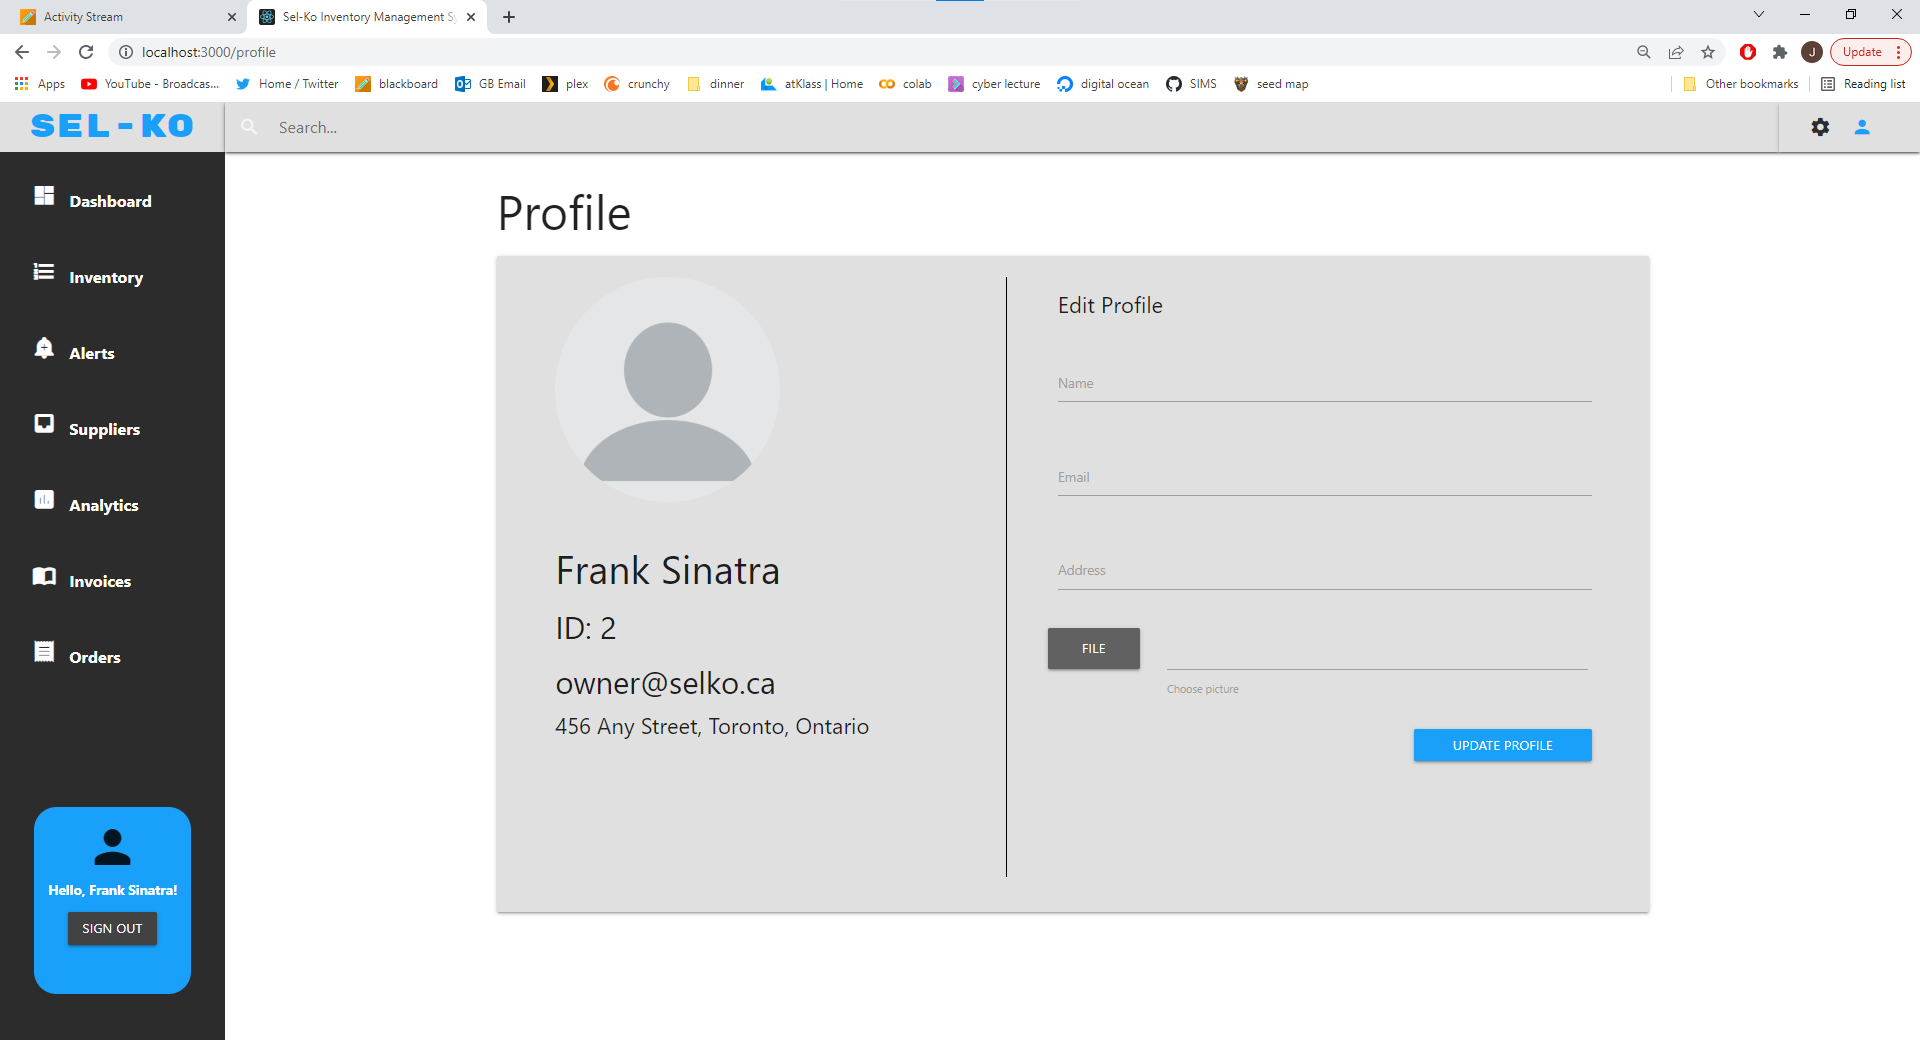 Activity Stream
Sel-Ko Inventory Management Sy
localhost:3000/profile
J
Update
Apps
YouTube - Broadcas...
Home / Twitter
blackboard
GB Email
plex
crunchy
dinner
atKlass | Home
colab
cyber lecture
digital ocean
SIMS
seed map
Other bookmarks
Reading list
SEL-KO
Search...
Dashboard
Inventory
Alerts
Suppliers
Analytics
Invoices
Orders
Hello, Frank Sinatra!
SIGN OUT
Profile
Frank Sinatra
ID: 2
owner@selko.ca
456 Any Street, Toronto, Ontario
Edit Profile
Name
Email
Address
FILE
Choose picture
UPDATE PROFILE